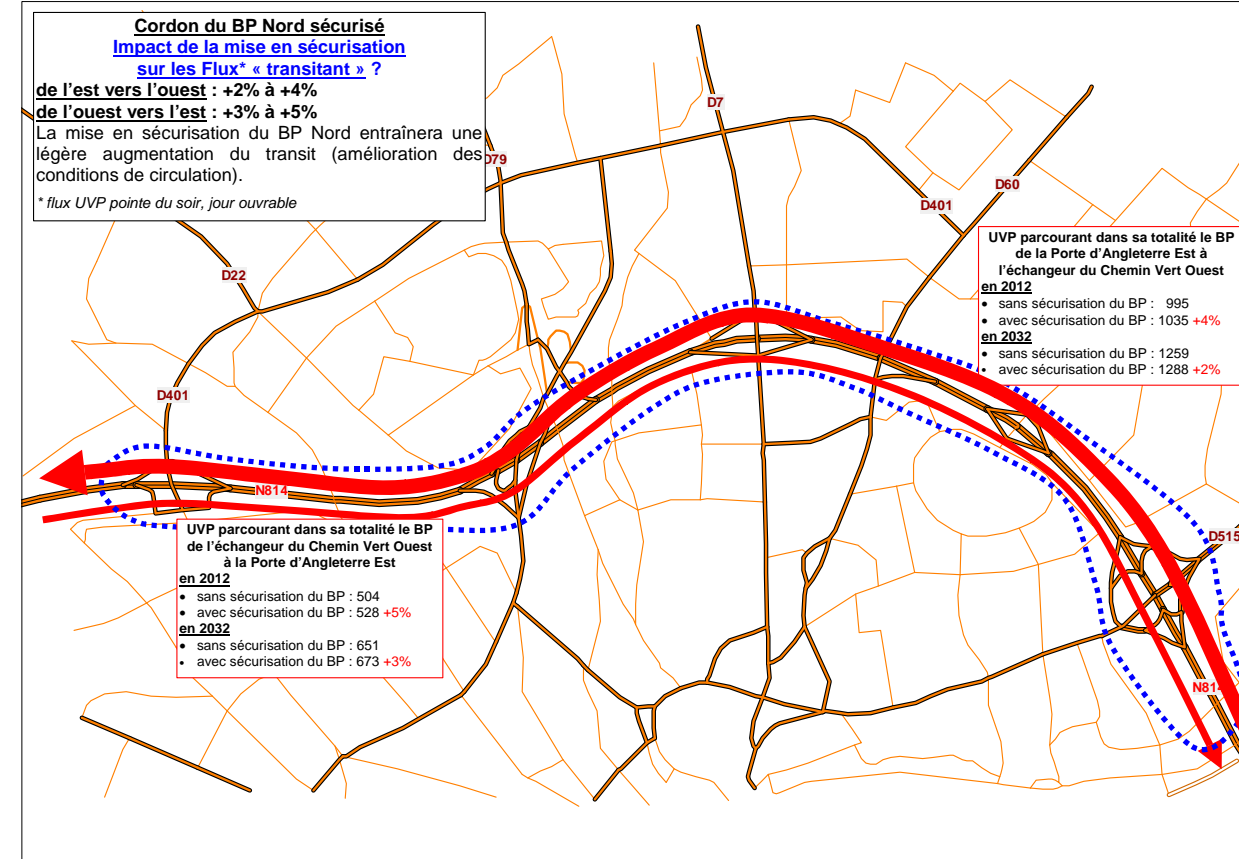 Cordon du BP Nord sécurisé
Impact de la mise en sécurisation
sur les Flux* « transitant » ?
de l'est vers l'ouest : +2% à +4%
de l'ouest vers l'est : +3% à +5%
La mise en sécurisation du BP Nord entraînera une
légère augmentation du transit (amélioration des
conditions de circulation).
* flux UVP pointe du soir, jour ouvrable
D7
D79
D60
D401
D22
UVP parcourant dans sa totalité le BP
de la Porte d'Angleterre Est à
l'échangeur du Chemin Vert Ouest
en 2012
• sans sécurisation du BP : 995
• avec sécurisation du BP : 1035 +4%
en 2032
• sans sécurisation du BP : 1259
• avec sécurisation du BP : 1288 +2%
D401
N814
UVP parcourant dans sa totalité le BP
de l'échangeur du Chemin Vert Ouest
à la Porte d'Angleterre Est
en 2012
• sans sécurisation du BP : 504
• avec sécurisation du BP : 528 +5%
en 2032
• sans sécurisation du BP : 651
• avec sécurisation du BP : 673 +3%
D515
N814